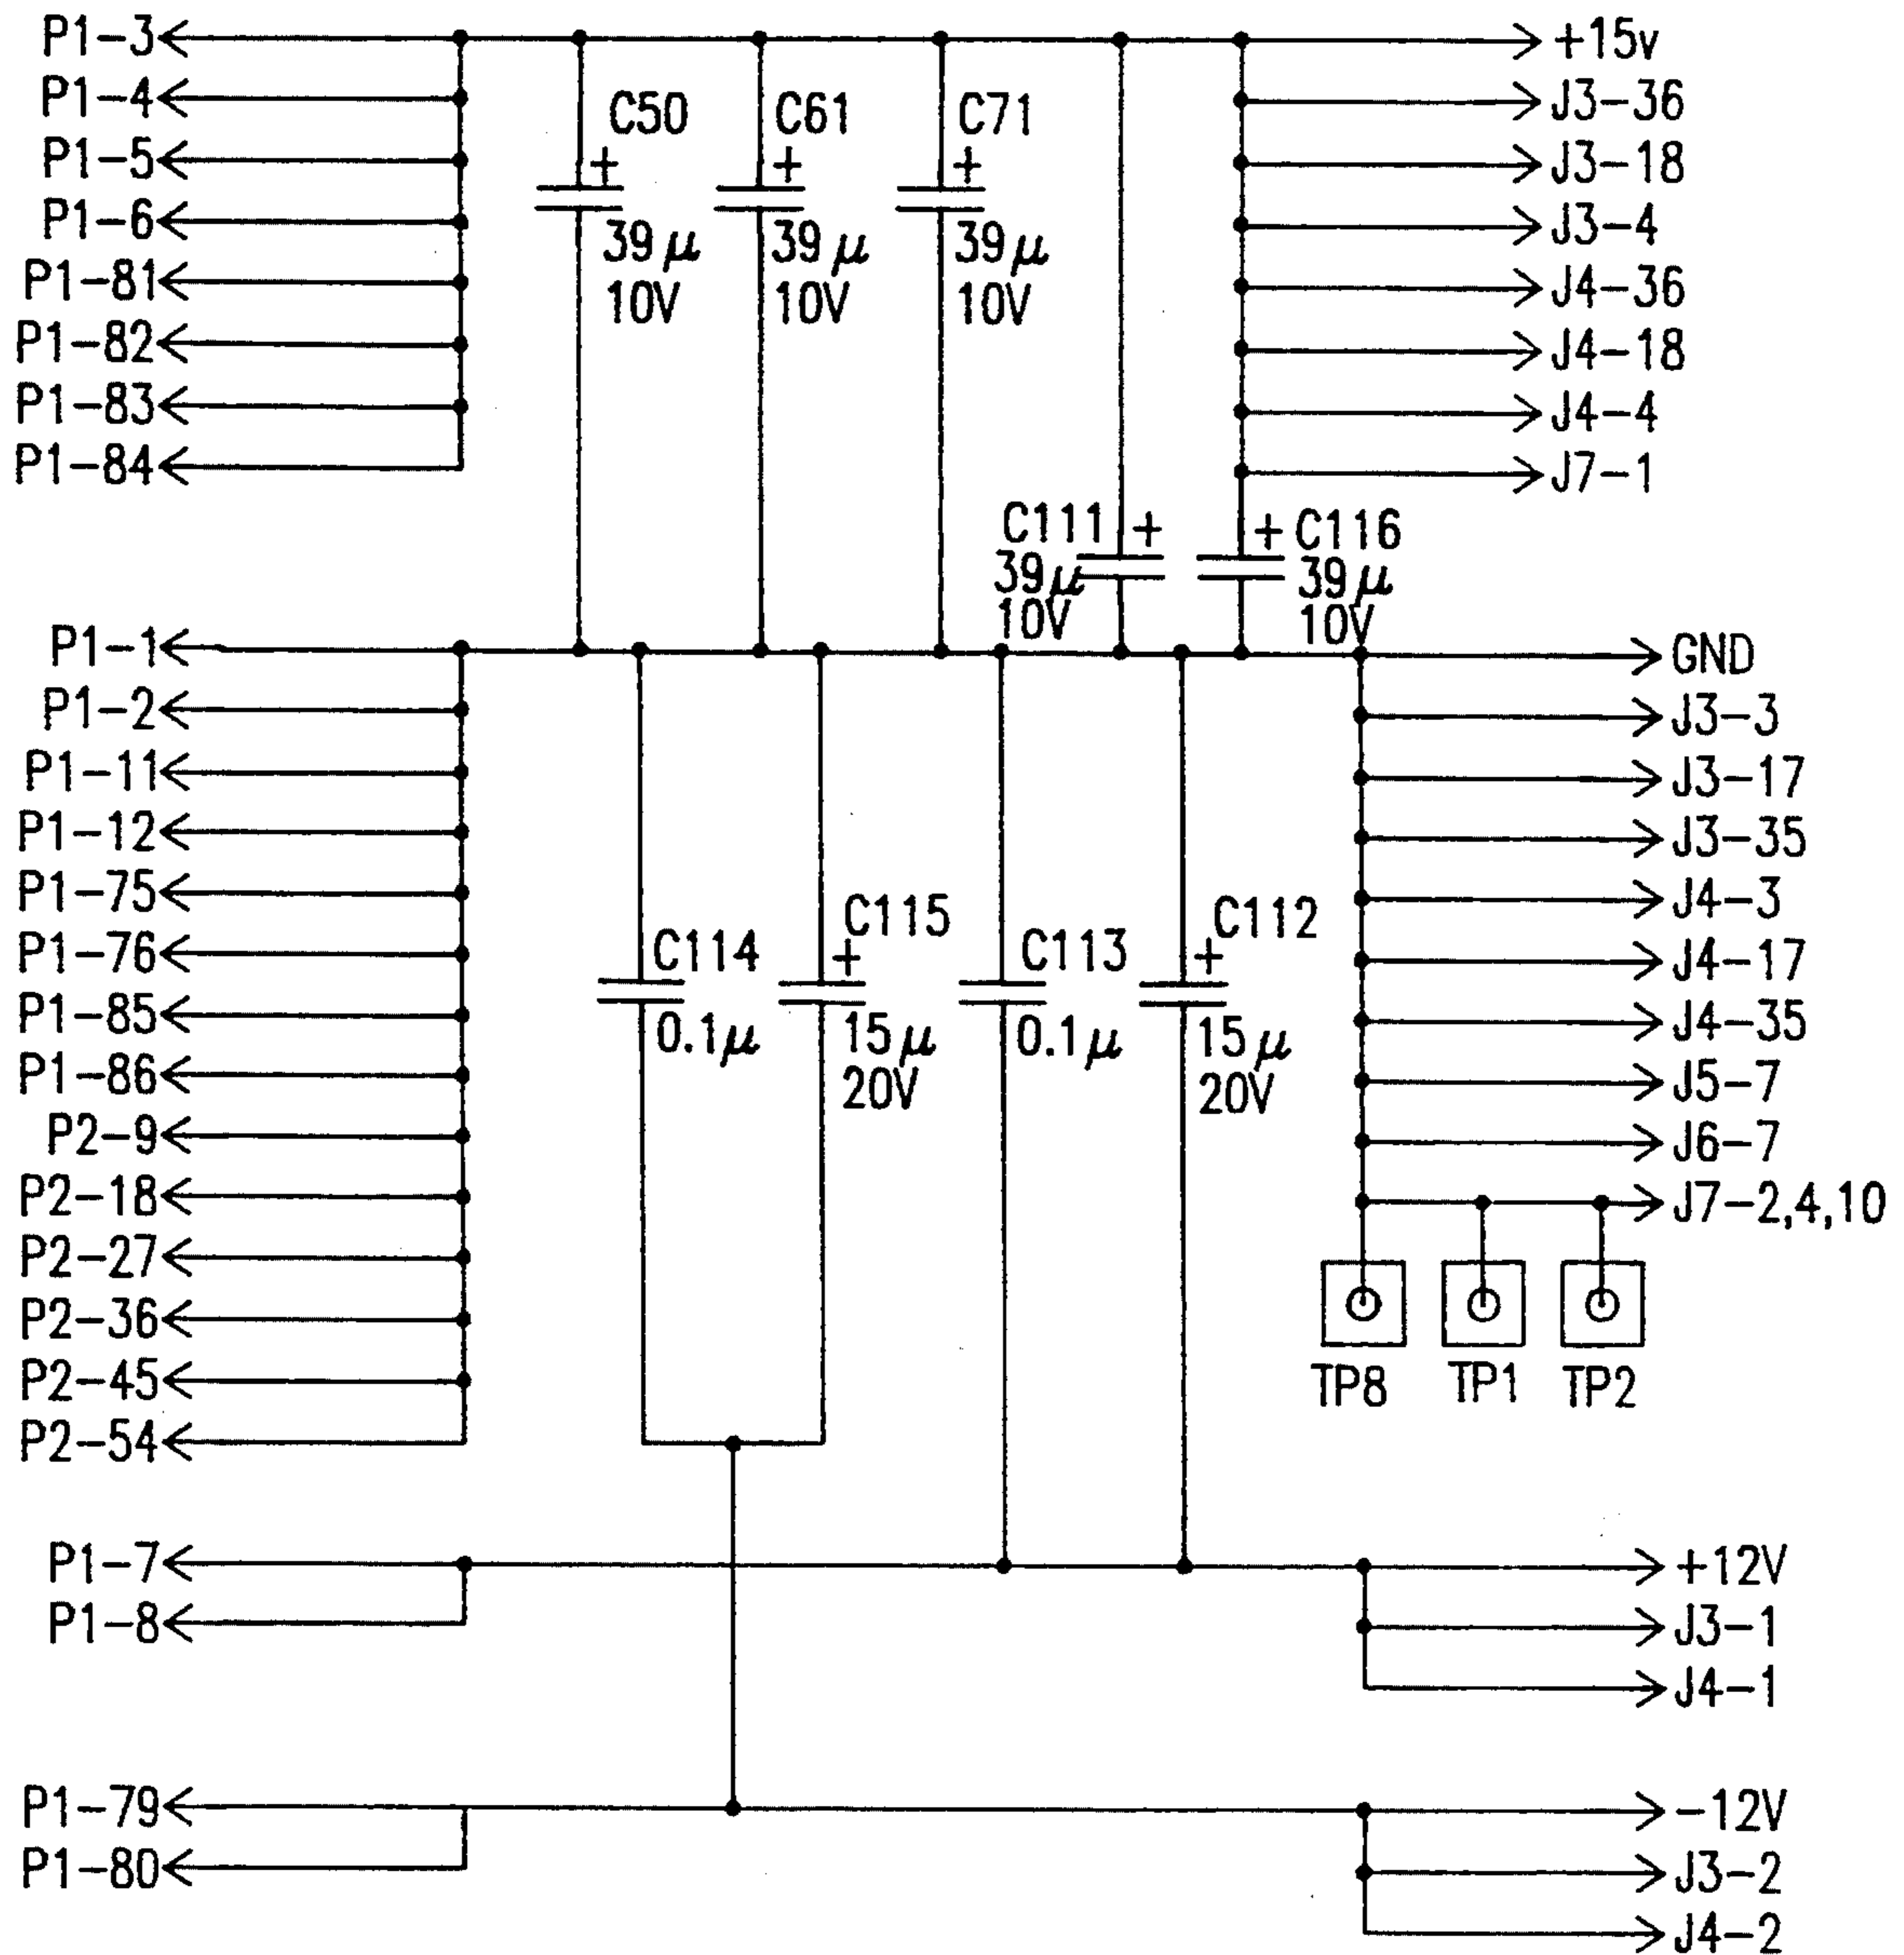 P1-3
+15v
P1-4
J3-36
C50
C61
C71
P1-5
J3-18
+
+
+
P1-6
J3-4
39μ
39μ
39μ
P1-81
J4-36
10V
10V
10V
P1-82
J4-18
P1-83
J4-4
P1-84
J7-1
C111
+
+
C116
39μ
39μ
10V
10V
P1-1
GND
P1-2
J3-3
P1-11
J3-17
P1-12
J3-35
P1-75
J4-3
C115
C112
P1-76
C114
+
C113
+
J4-17
P1-85
J4-35
0.1μ
15μ
0.1μ
15μ
P1-86
20V
20V
J5-7
P2-9
J6-7
P2-18
J7-2,4,10
P2-27
P2-36
P2-45
TP8
TP1
TP2
P2-54
P1-7
+12V
P1-8
J3-1
J4-1
P1-79
-12V
P1-80
J3-2
J4-2